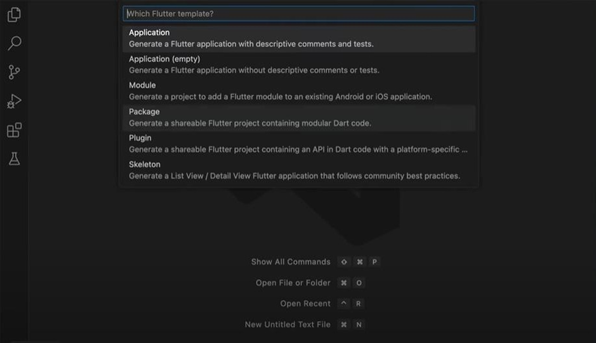 Which Flutter template?
Application
Generate a Flutter application with descriptive comments and tests.
Application (empty)
Generate a Flutter application without descriptive comments or tests.
Module
Generate a project to add a Flutter module to an existing Android or iOS application.
Package
Generate a shareable Flutter project containing modular Dart code.
Plugin
Generate a shareable Flutter project containing an API in Dart code with a platform-specific ...
Skeleton
Generate a List View / Detail View Flutter application that follows community best practices.
Show All Commands ⇧ ⌘ P
Open File or Folder ⌘ O
Open Recent ⌃ R
New Untitled Text File ⌘ N